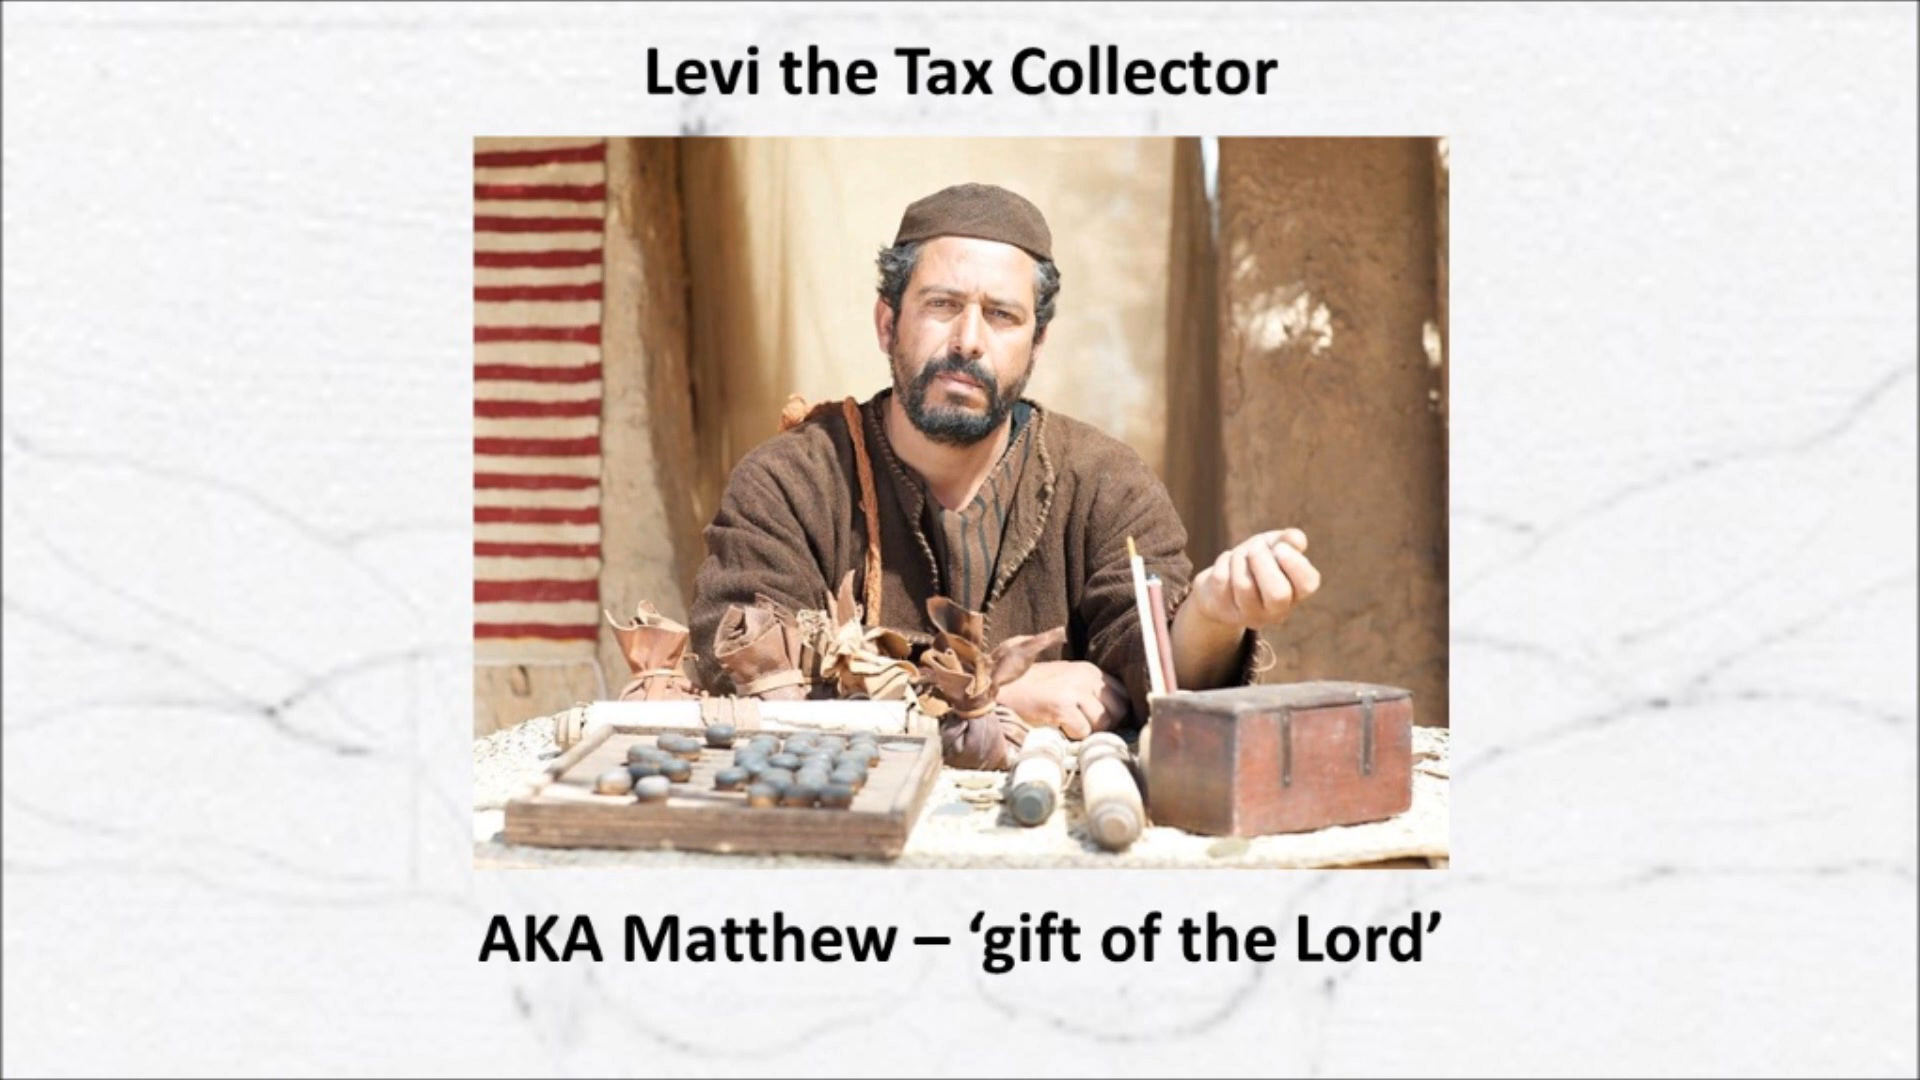 Levi the Tax Collector
AKA Matthew – ‘gift of the Lord’